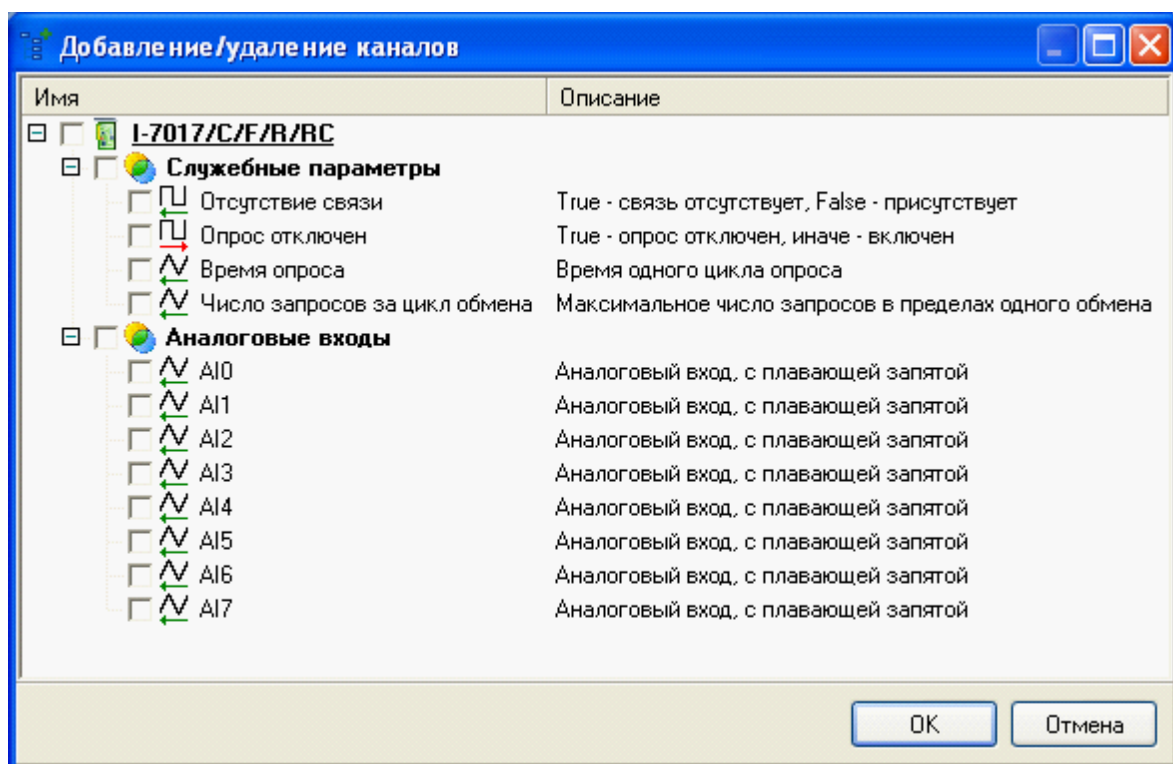 Добавление/удаление каналов
Имя Описание
I-7017/C/F/R/RC
Служебные параметры
Отсутствие связи True - связь отсутствует, False - присутствует
Опрос отключен True - опрос отключен, иначе - включен
Время опроса Время одного цикла опроса
Число запросов за цикл обмена Максимальное число запросов в пределах одного обмена
Аналоговые входы
AI0 Аналоговый вход, с плавающей запятой
AI1 Аналоговый вход, с плавающей запятой
AI2 Аналоговый вход, с плавающей запятой
AI3 Аналоговый вход, с плавающей запятой
AI4 Аналоговый вход, с плавающей запятой
AI5 Аналоговый вход, с плавающей запятой
AI6 Аналоговый вход, с плавающей запятой
AI7 Аналоговый вход, с плавающей запятой
OK Отмена